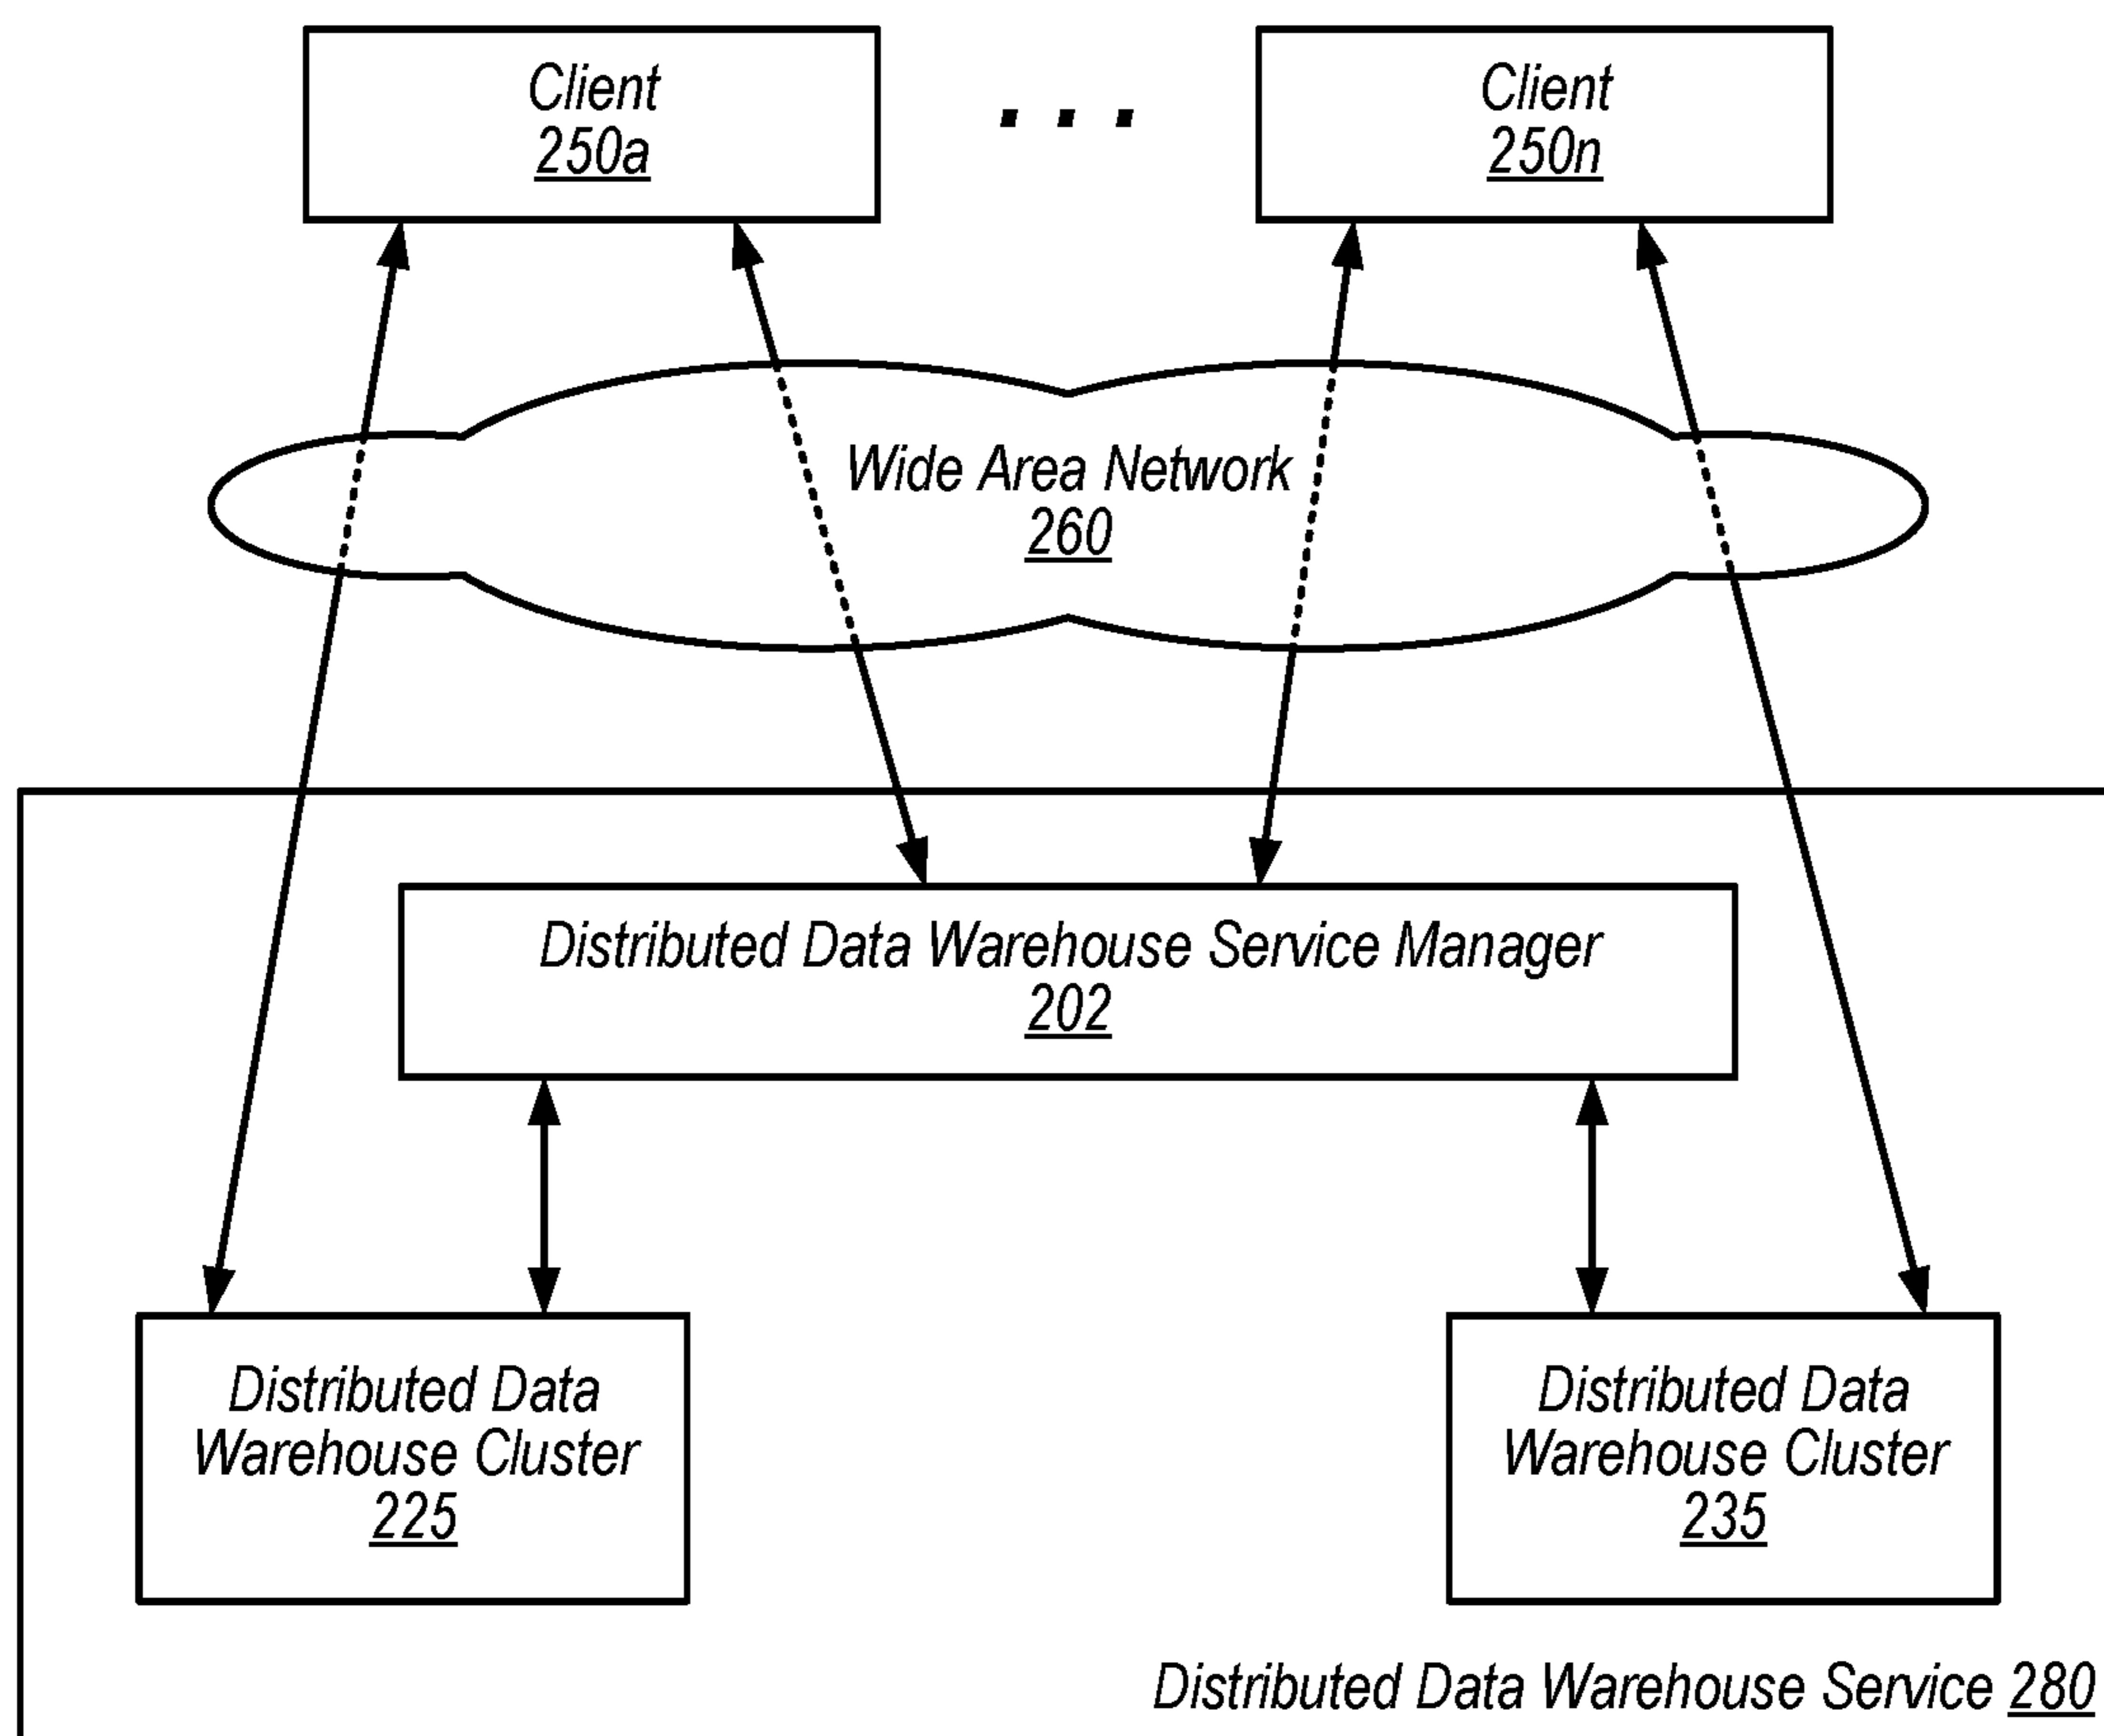 Client
250a
Client
250n
Wide Area Network
260
Distributed Data Warehouse Service Manager
202
Distributed Data
Warehouse Cluster
225
Distributed Data
Warehouse Cluster
235
Distributed Data Warehouse Service 280